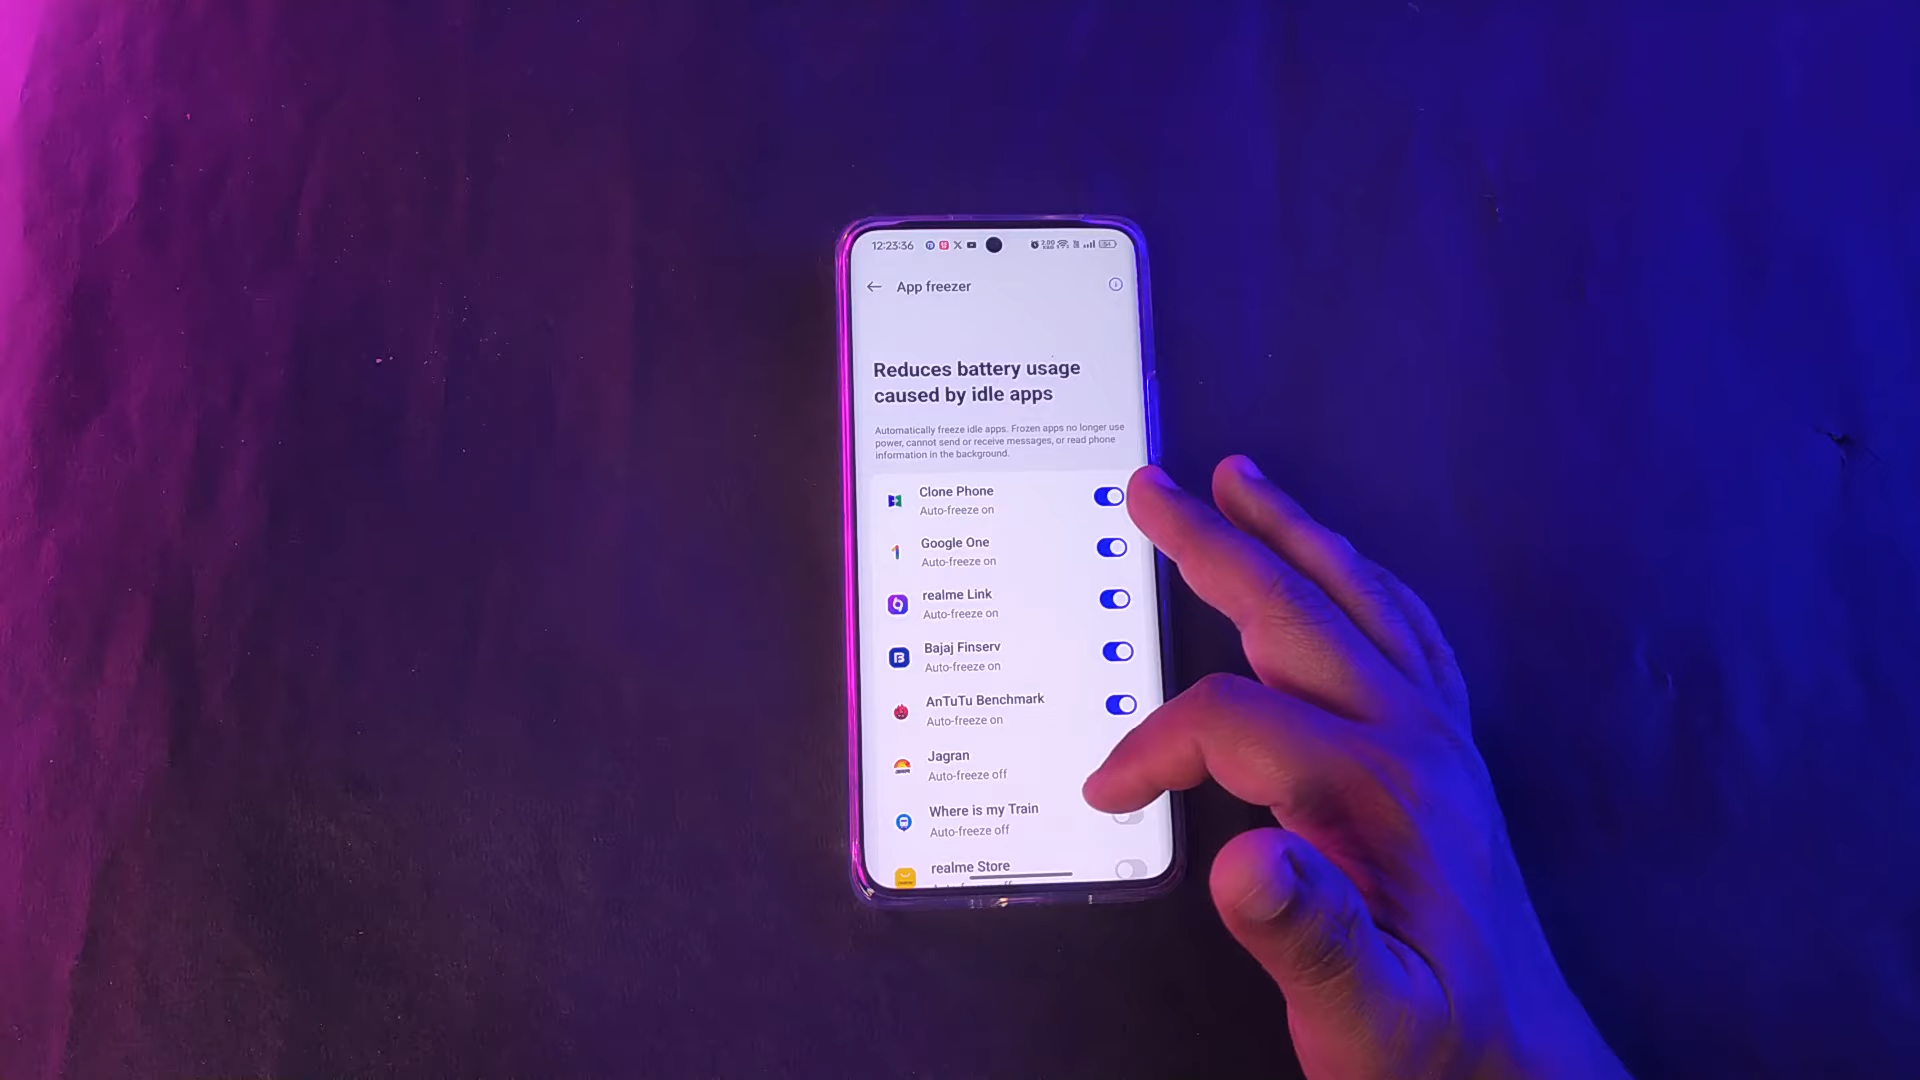 12:23:36
App freezer
Reduces battery usage
caused by idle apps
Automatically freeze idle apps. Frozen apps no longer use
power, cannot send or receive messages, or read phone
information in the background.
Clone Phone
Auto-freeze on
Google One
Auto-freeze on
realme Link
Auto-freeze on
Bajaj Finserv
Auto-freeze on
AnTuTu Benchmark
Auto-freeze on
Jagran
Auto-freeze off
Where is my Train
Auto-freeze off
realme Store